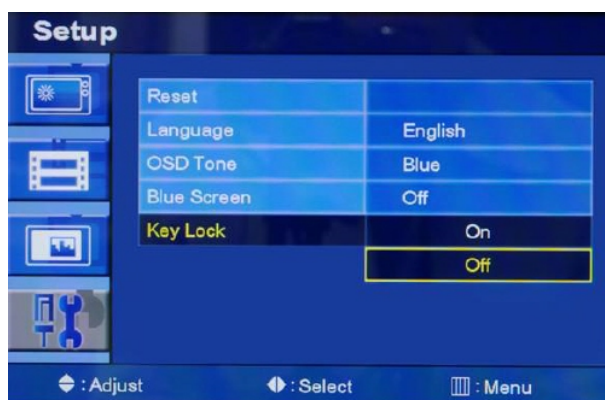 Setup
Reset
Language English
OSD Tone Blue
Blue Screen Off
Key Lock On
Off
: Adjust : Select : Menu